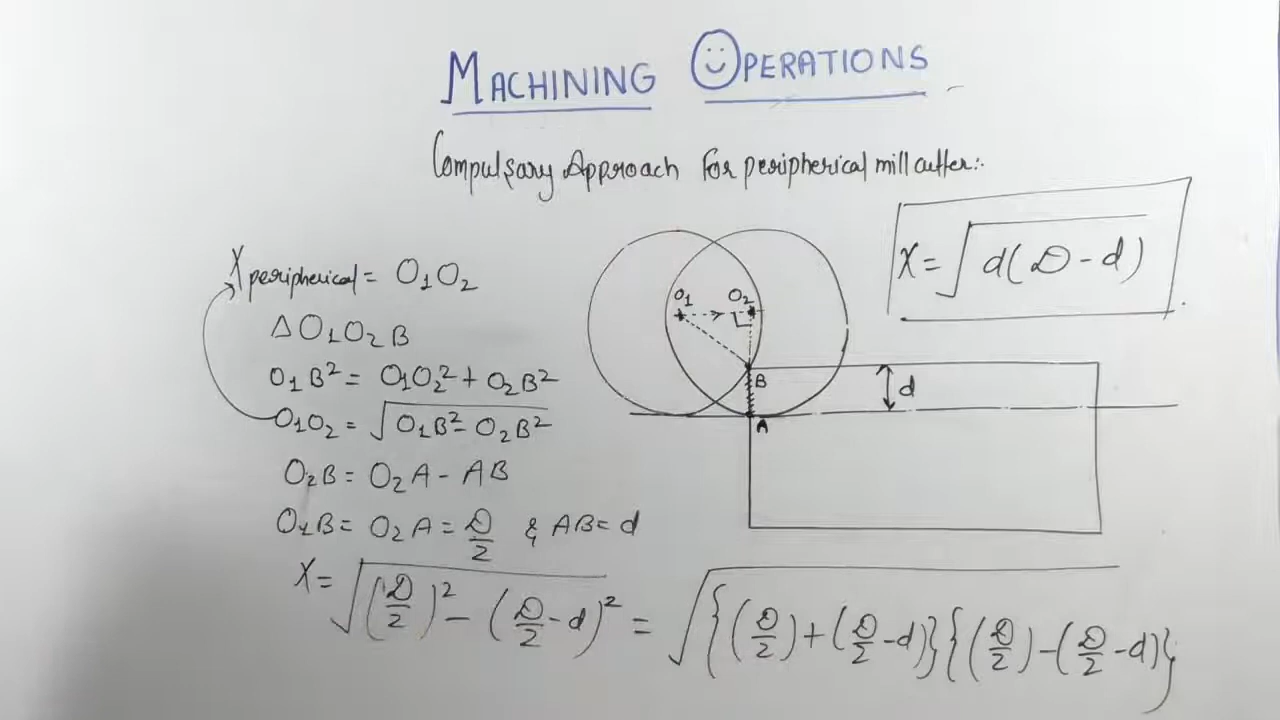 MACHINING OPERATIONS
Compulsary Approach For peripherical mill cutter:-
X peripherical = O₁O₂
ΔO₁O₂B
O₁B² = O₁O₂² + O₂B²
O₁O₂ = √(O₁B² - O₂B²)
O₂B = O₂A - AB
O₁B = O₂A = D/2 & AB = d
X = √((D/2)² - (D/2 - d)²) = √({(D/2) + (D/2 - d)}{(D/2) - (D/2 - d)})
X = √(d(D - d))
O₁
O₂
B
d
A